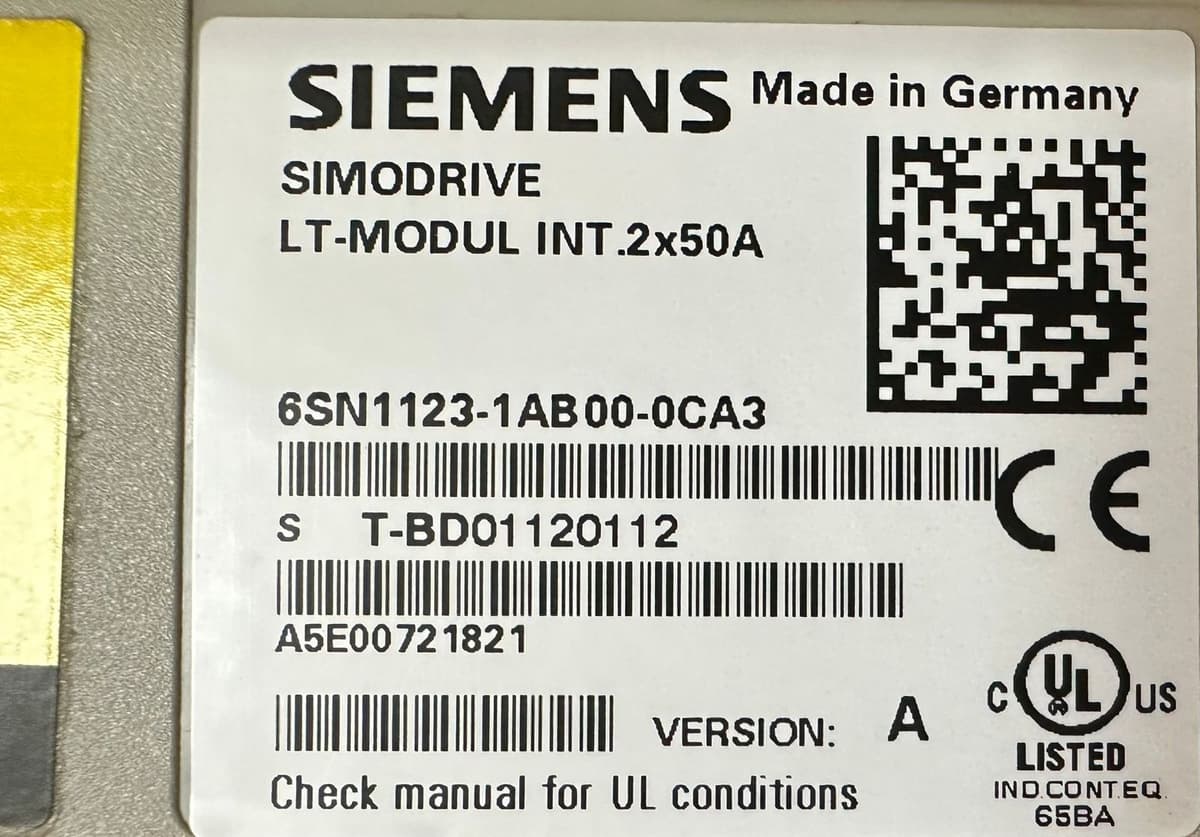 SIEMENS Made in Germany
SIMODRIVE
LT-MODUL INT.2x50A
6SN1123-1AB00-0CA3
S T-BD01120112
A5E00721821
VERSION: A
Check manual for UL conditions
CE
C UL US
LISTED
IND.CONT.EQ.
65BA